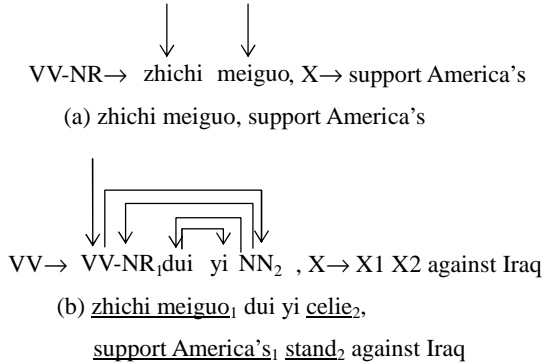 VV-NR→ zhichi meiguo, X→ support America's
(a) zhichi meiguo, support America's
VV→ VV-NR₁dui yi NN₂ , X→ X1 X2 against Iraq
(b) zhichi meiguo₁ dui yi celie₂,
support America's₁ stand₂ against Iraq